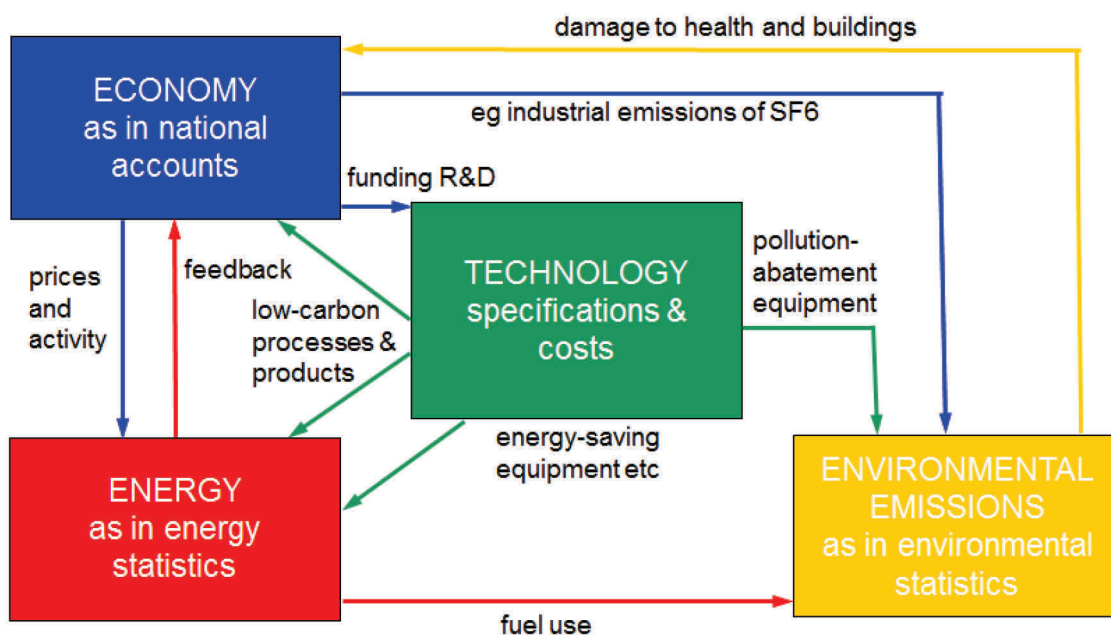 damage to health and buildings
ECONOMY
as in national
accounts
eg industrial emissions of SF6
funding R&D
prices
and
activity
feedback
low-carbon
processes &
products
TECHNOLOGY
specifications &
costs
pollution-
abatement
equipment
energy-saving
equipment etc
ENERGY
as in energy
statistics
ENVIRONMENTAL
EMISSIONS
as in environmental
statistics
fuel use